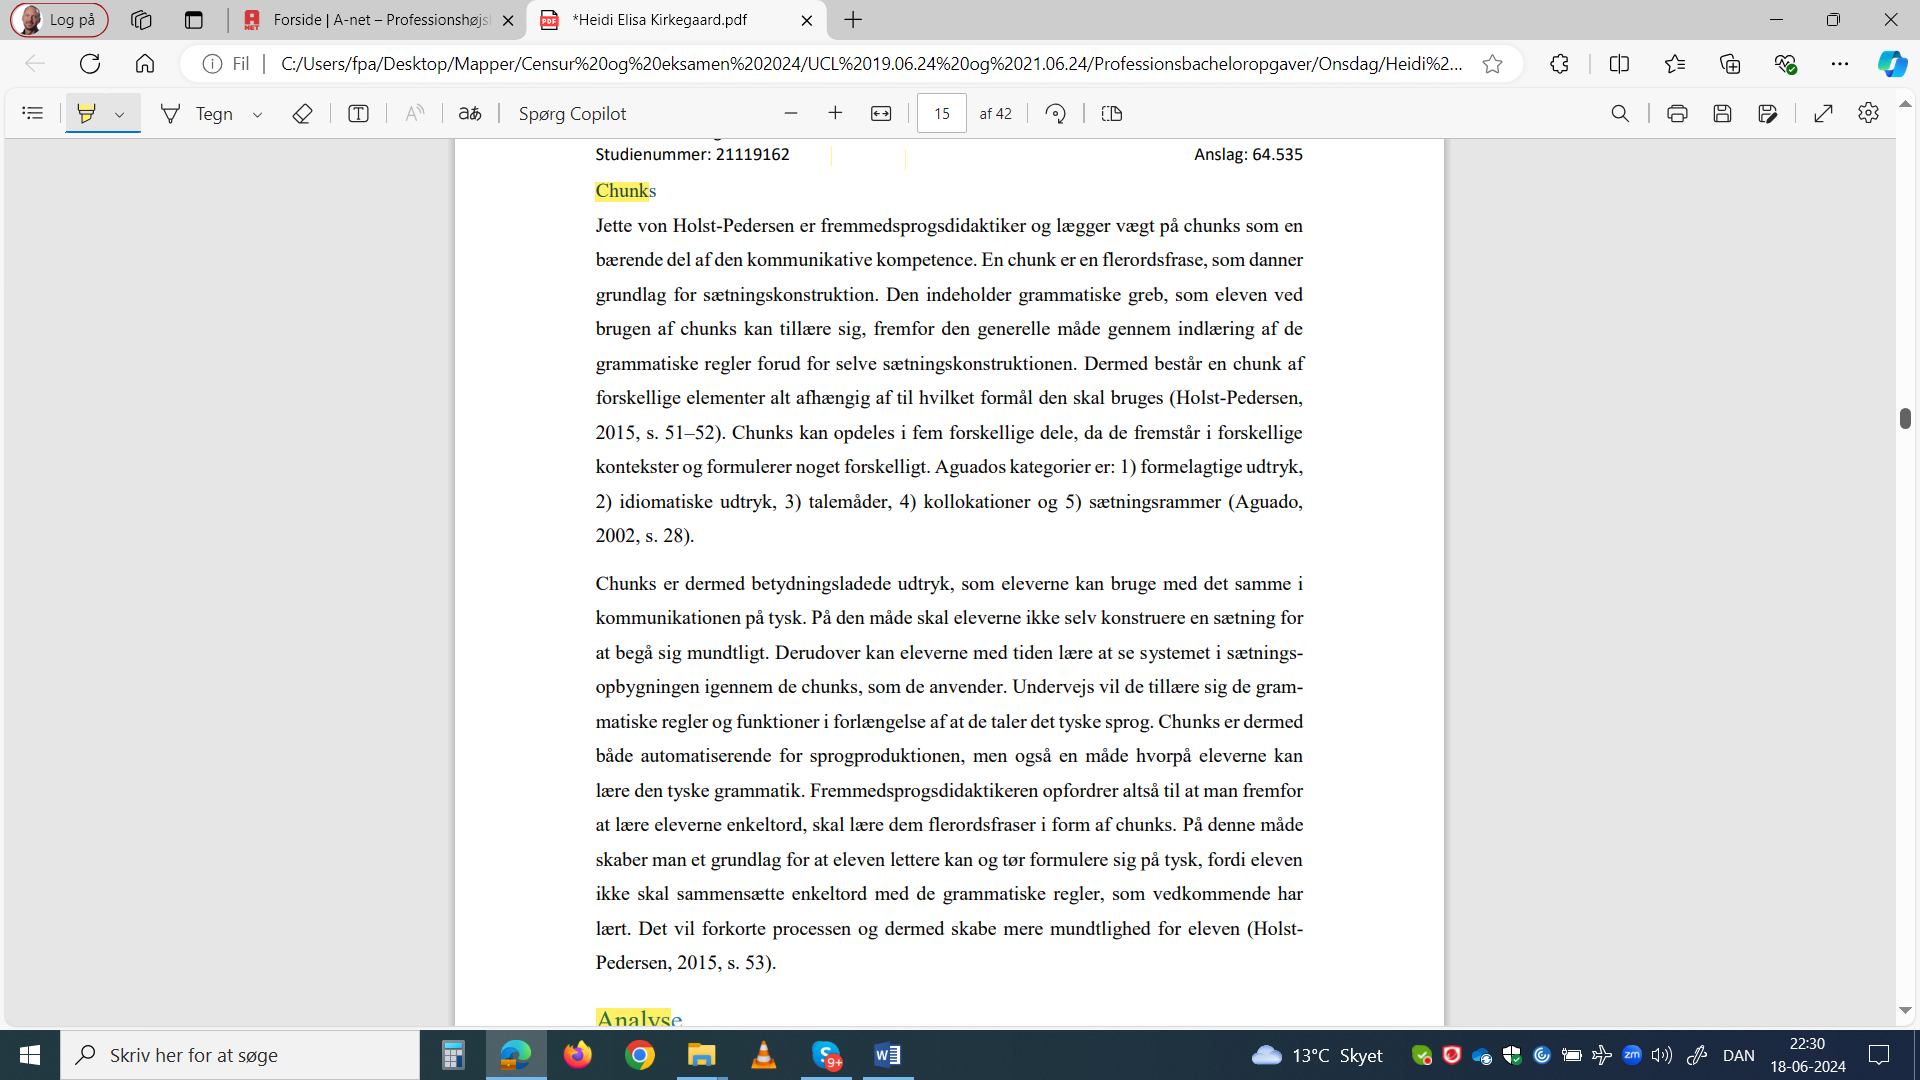 Log på
Forside | A-net – Professionshøjs
*Heidi Elisa Kirkegaard.pdf
Fil
C:/Users/fpa/Desktop/Mapper/Censur%20og%20eksamen%202024/UCL%2019.06.24%20og%2021.06.24/Professionsbacheloropgaver/Onsdag/Heidi%2...
Tegn
aあ
Spørg Copilot
15
af 42
Studienummer: 21119162
Anslag: 64.535
Chunks
Jette von Holst-Pedersen er fremmedsprogsdidaktiker og lægger vægt på chunks som en
bærende del af den kommunikative kompetence. En chunk er en flerordsfrase, som danner
grundlag for sætningskonstruktion. Den indeholder grammatiske greb, som eleven ved
brugen af chunks kan tillære sig, fremfor den generelle måde gennem indlæring af de
grammatiske regler forud for selve sætningskonstruktionen. Dermed består en chunk af
forskellige elementer alt afhængig af til hvilket formål den skal bruges (Holst-Pedersen,
2015, s. 51–52). Chunks kan opdeles i fem forskellige dele, da de fremstår i forskellige
kontekster og formulerer noget forskelligt. Aguados kategorier er: 1) formelagtige udtryk,
2) idiomatiske udtryk, 3) talemåder, 4) kollokationer og 5) sætningsrammer (Aguado,
2002, s. 28).
Chunks er dermed betydningsladede udtryk, som eleverne kan bruge med det samme i
kommunikationen på tysk. På den måde skal eleverne ikke selv konstruere en sætning for
at begå sig mundtligt. Derudover kan eleverne med tiden lære at se systemet i sætnings-
opbygningen igennem de chunks, som de anvender. Undervejs vil de tillære sig de gram-
matiske regler og funktioner i forlængelse af at de taler det tyske sprog. Chunks er dermed
både automatiserende for sprogproduktionen, men også en måde hvorpå eleverne kan
lære den tyske grammatik. Fremmedsprogsdidaktikeren opfordrer altså til at man fremfor
at lære eleverne enkeltord, skal lære dem flerordsfraser i form af chunks. På denne måde
skaber man et grundlag for at eleven lettere kan og tør formulere sig på tysk, fordi eleven
ikke skal sammensætte enkeltord med de grammatiske regler, som vedkommende har
lært. Det vil forkorte processen og dermed skabe mere mundtlighed for eleven (Holst-
Pedersen, 2015, s. 53).
Analyse
Skriv her for at søge
13°C Skyet
DAN
22:30
18-06-2024